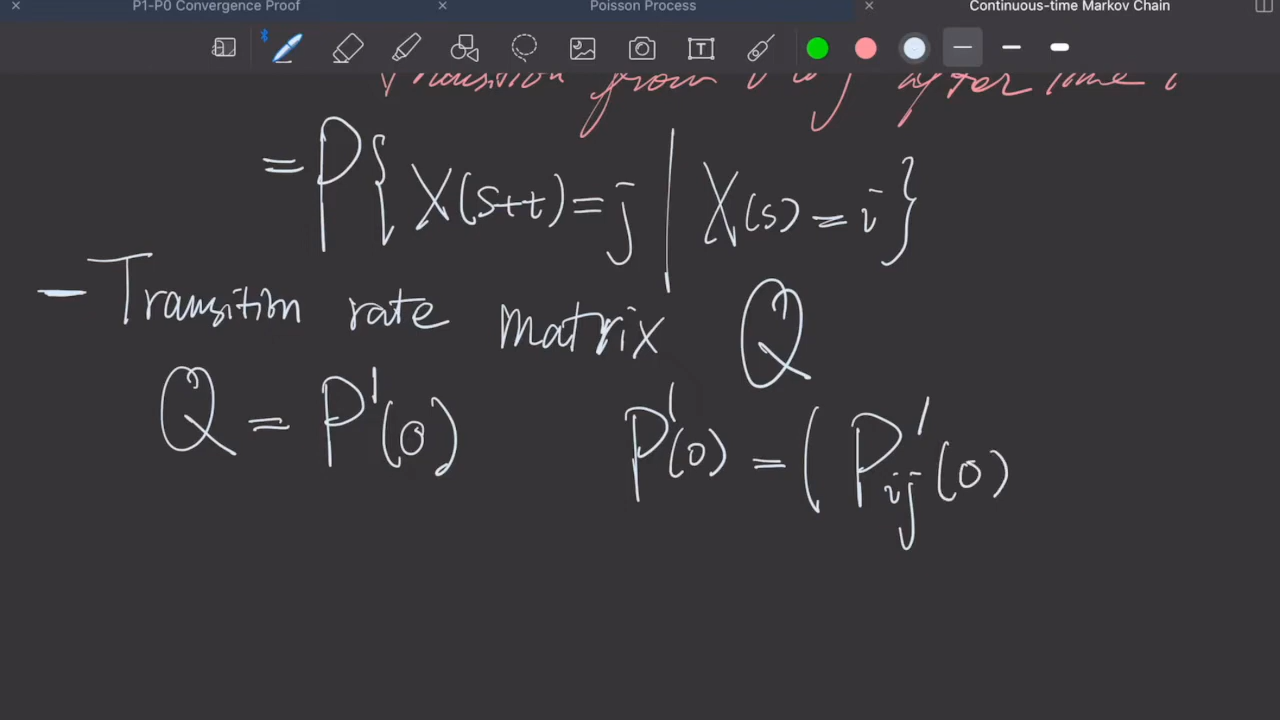 P1-P0 Convergence Proof Poisson Process Continuous-time Markov Chain
Transition from i to j after time t
= P{ X(s+t) = j | X(s) = i }
- Transition rate matrix Q
Q = P'(0) P'(0) = ( P'ij(0)